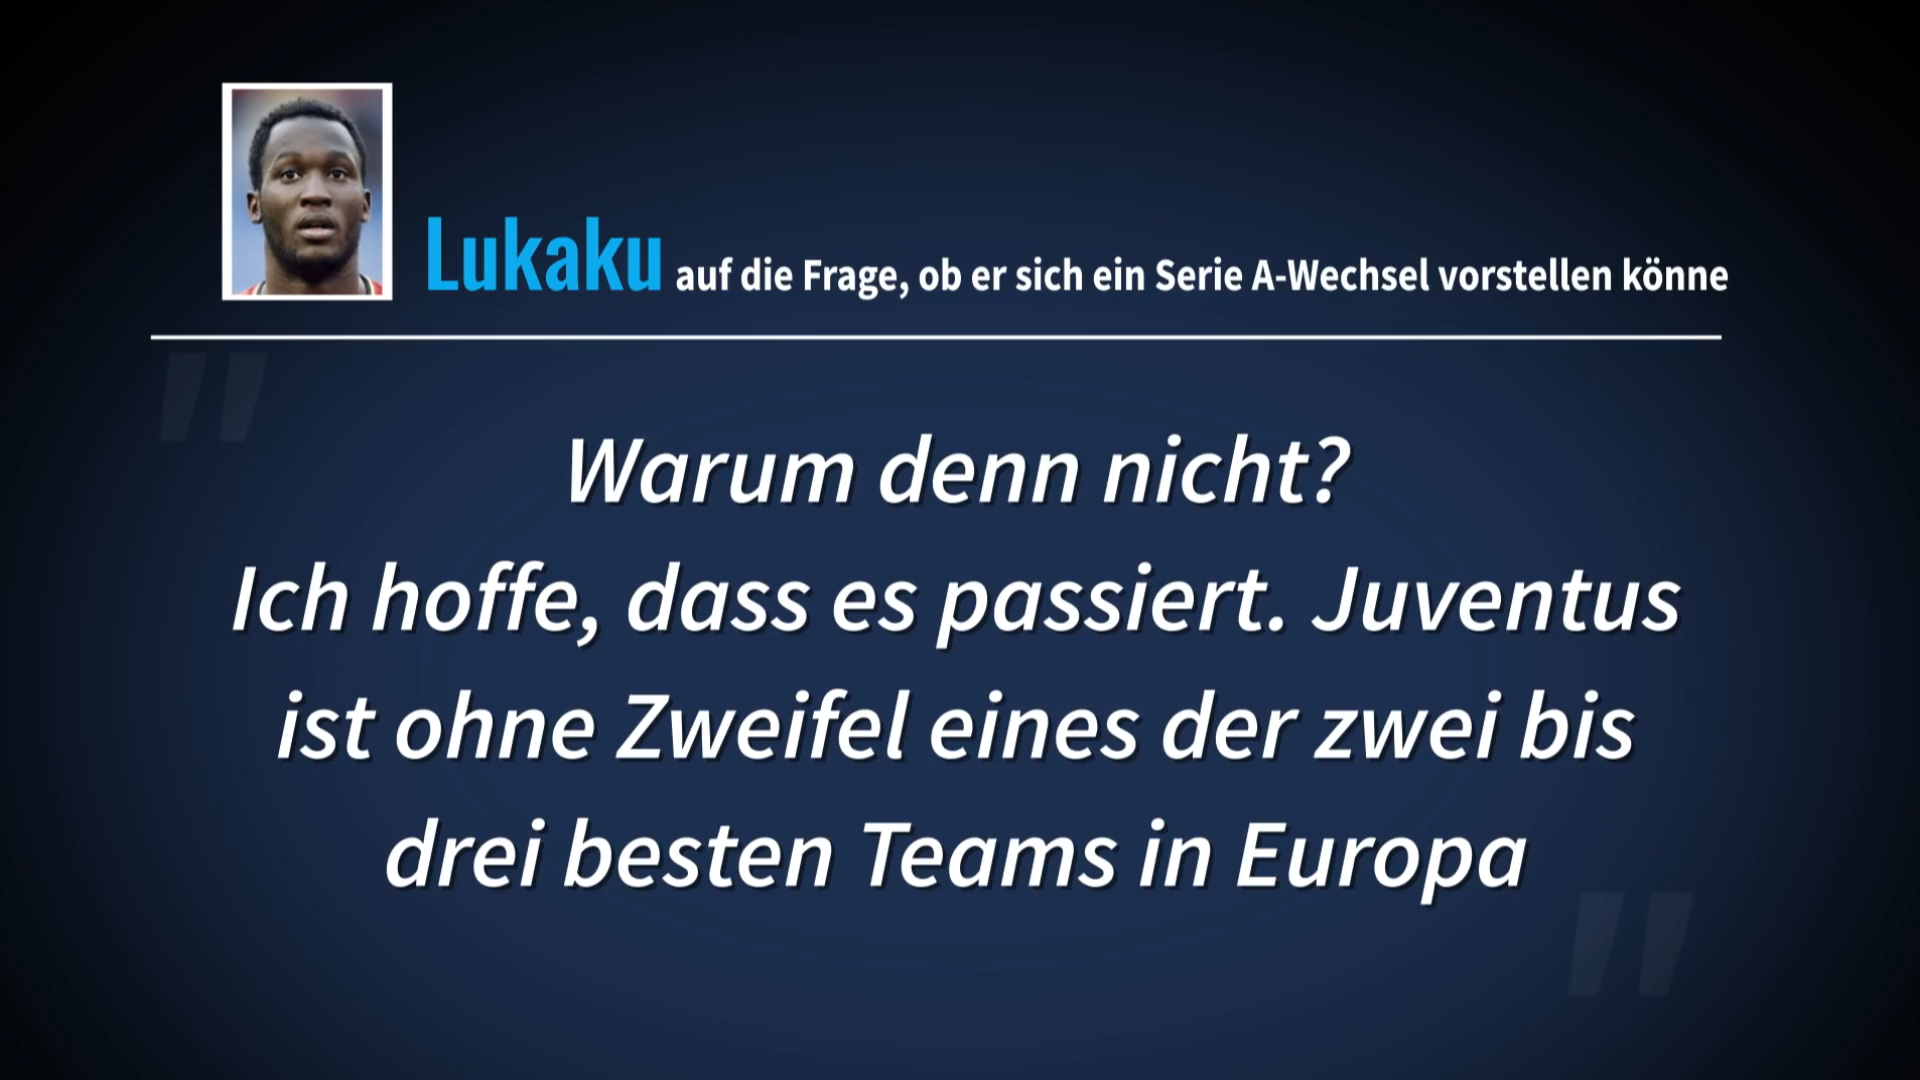 Lukaku auf die Frage, ob er sich ein Serie A-Wechsel vorstellen könne
"
Warum denn nicht?
Ich hoffe, dass es passiert. Juventus
ist ohne Zweifel eines der zwei bis
drei besten Teams in Europa
"